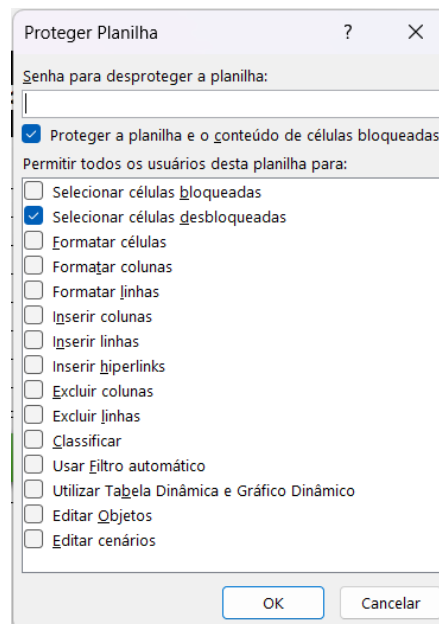 Proteger Planilha ? ×
Senha para desproteger a planilha:
Proteger a planilha e o conteúdo de células bloqueadas
Permitir todos os usuários desta planilha para:
Selecionar células bloqueadas
Selecionar células desbloqueadas
Formatar células
Formatar colunas
Formatar linhas
Inserir colunas
Inserir linhas
Inserir hiperlinks
Excluir colunas
Excluir linhas
Classificar
Usar Filtro automático
Utilizar Tabela Dinâmica e Gráfico Dinâmico
Editar Objetos
Editar cenários
OK Cancelar